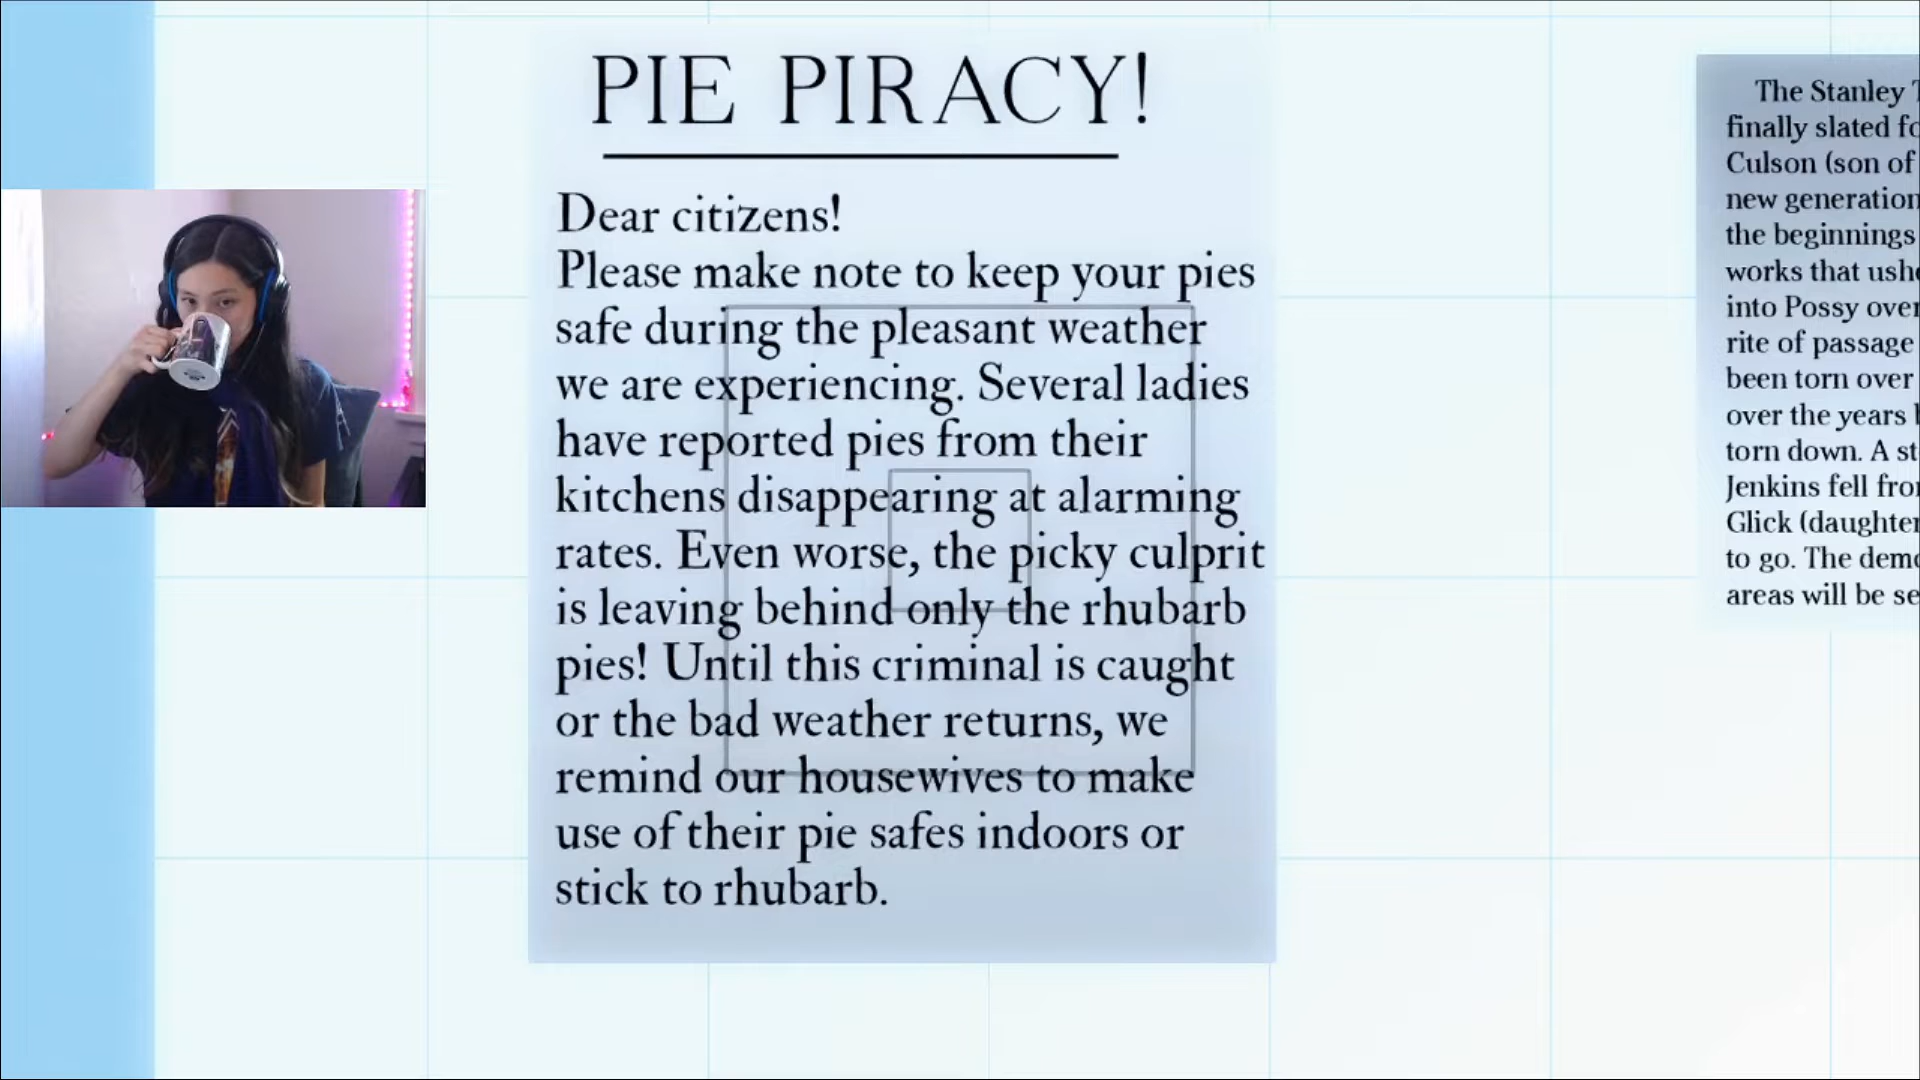 PIE PIRACY!
Dear citizens!
Please make note to keep your pies
safe during the pleasant weather
we are experiencing. Several ladies
have reported pies from their
kitchens disappearing at alarming
rates. Even worse, the picky culprit
is leaving behind only the rhubarb
pies! Until this criminal is caught
or the bad weather returns, we
remind our housewives to make
use of their pie safes indoors or
stick to rhubarb.
The Stanley
finally slated
Culson (son of
new generation
the beginnings
works that
into Possy over
rite of passage
been torn over
over the years
torn down. A
Jenkins fell
Glick (daughter
to go. The
areas will be